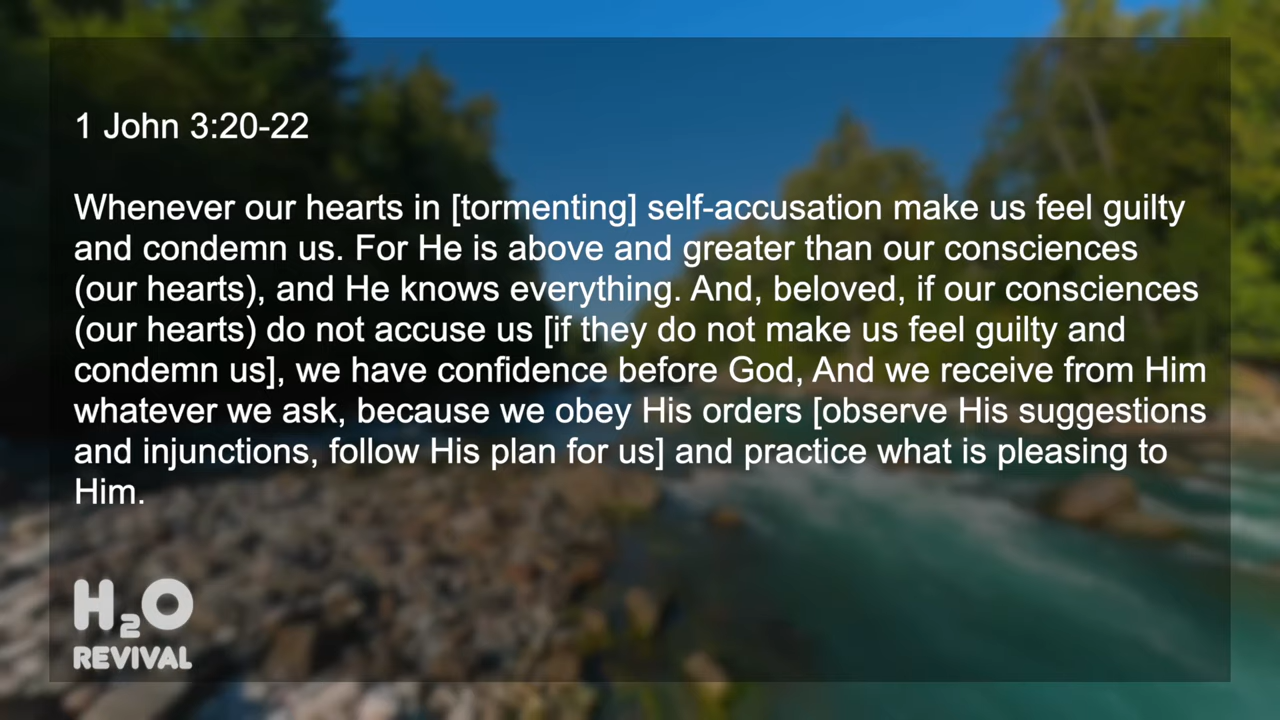 1 John 3:20-22
Whenever our hearts in [tormenting] self-accusation make us feel guilty
and condemn us. For He is above and greater than our consciences
(our hearts), and He knows everything. And, beloved, if our consciences
(our hearts) do not accuse us [if they do not make us feel guilty and
condemn us], we have confidence before God, And we receive from Him
whatever we ask, because we obey His orders [observe His suggestions
and injunctions, follow His plan for us] and practice what is pleasing to
Him.
H2O
REVIVAL